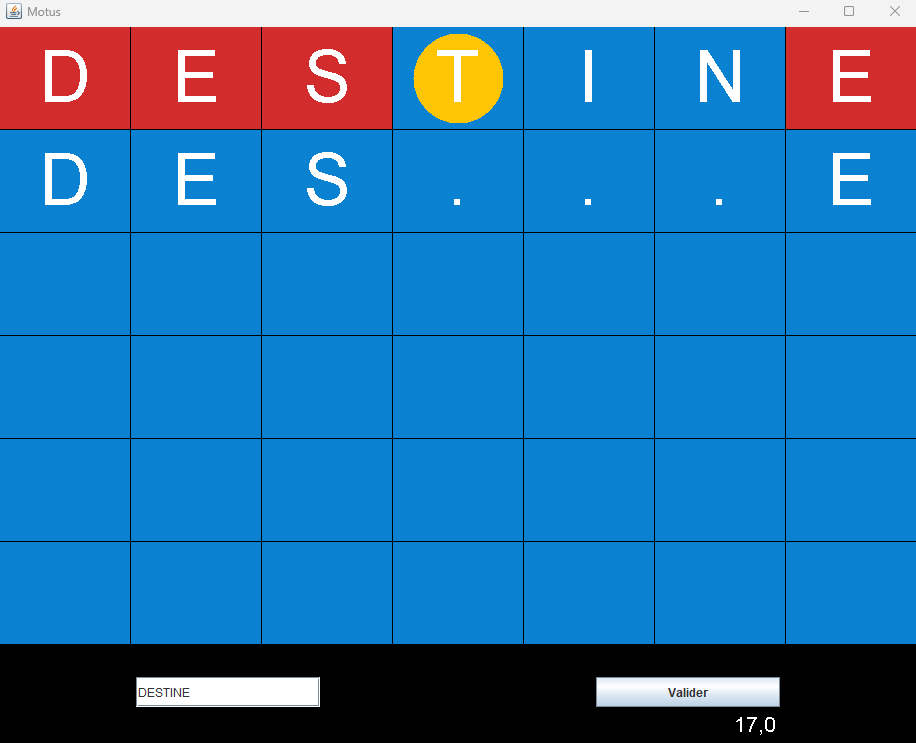 Motus
D E S T I N E
D E S . . . E
DESTINE Valider
17,0